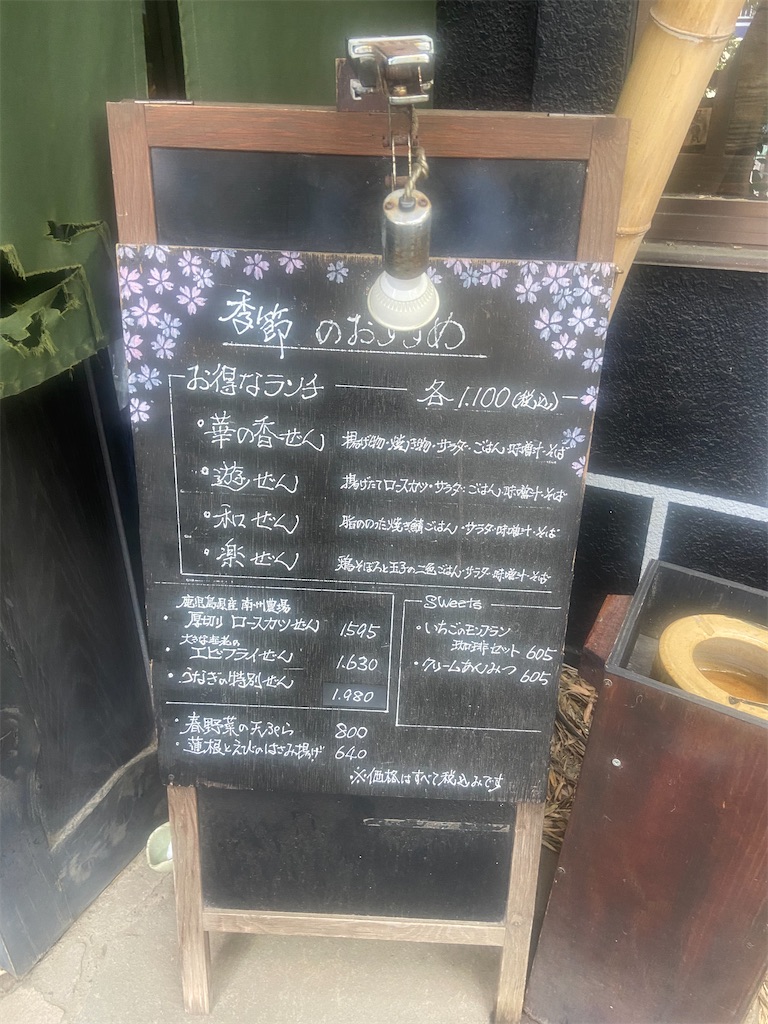 季節のおすすめ
お得なランチ 各1.100(税込)
・華の香せん 揚げ物・焼き物・サラダ・ごはん・味噌汁・そば
・遊せん 揚げたてロースカツ・サラダ・ごはん・味噌汁・そば
・和せん 脂ののった焼き鯖ごはん・サラダ・味噌汁・そば
・楽せん 鶏そぼろと玉子の二色ごはん・サラダ・味噌汁・そば
鹿児島県産 南州農場
・厚切り ロースカツせん 1595
大きな海老の
・エビフライせん 1.630
・うなぎの特別せん 1.980
Sweets
・いちごのモンブラン
珈琲セット 605
・クリームあんみつ 605
・春野菜の天ぷら 800
・蓮根とえびのはさみ揚げ 640
※価格はすべて税込みです